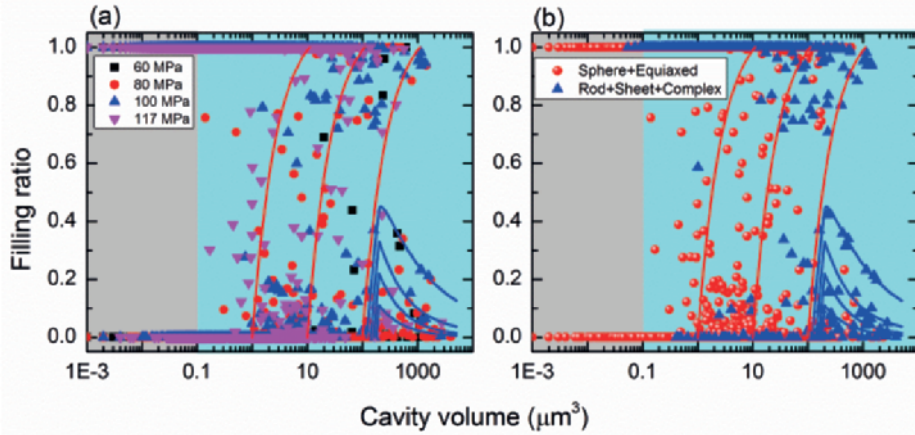 (a)
(b)
60 MPa
80 MPa
100 MPa
117 MPa
Sphere+Equiaxed
Rod+Sheet+Complex
Filling ratio
1.0
0.8
0.6
0.4
0.2
0.0
1E-3 0.1 10 1000
1E-3 0.1 10 1000
Cavity volume (μm³)